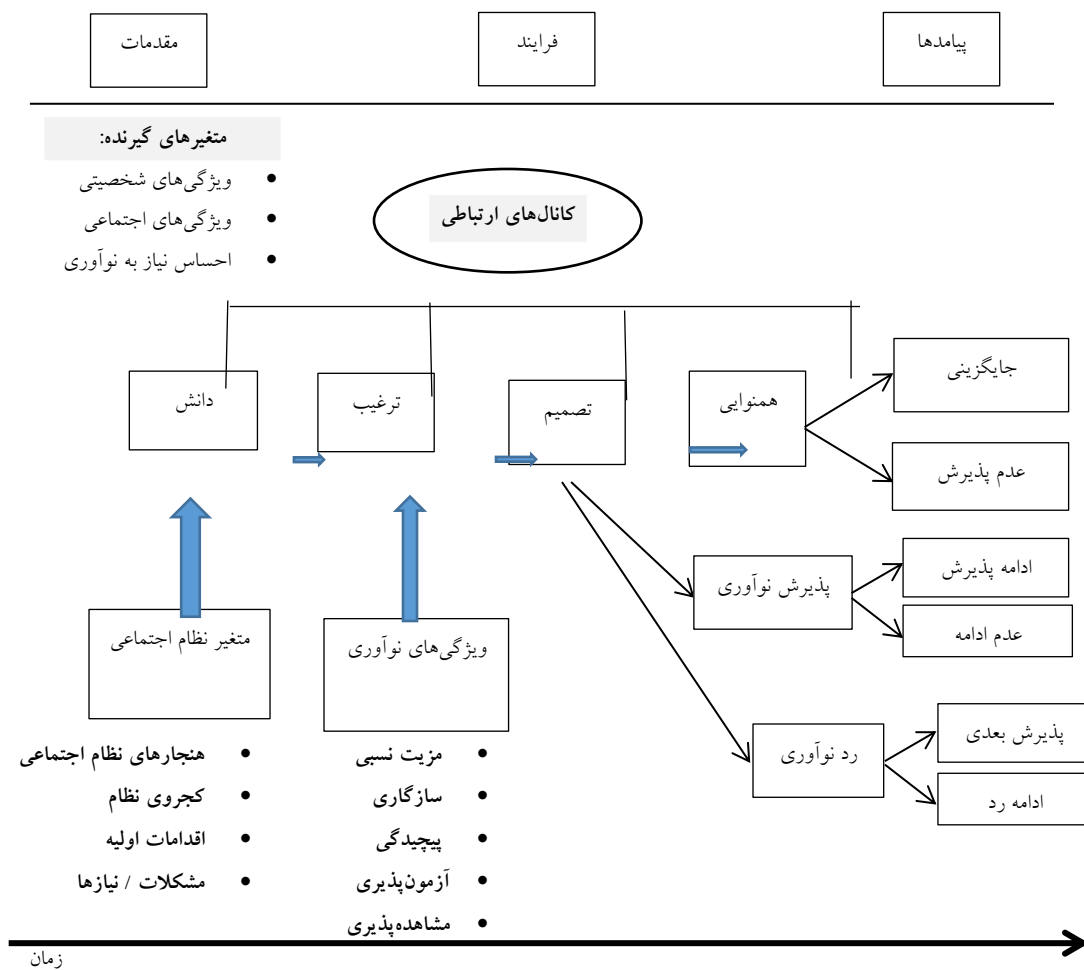 مقدمات
فرایند
پیامدها
متغیرهای گیرنده:
• ویژگی‌های شخصیتی
• ویژگی‌های اجتماعی
• احساس نیاز به نوآوری
کانال‌های ارتباطی
دانش
ترغیب
تصمیم
همنوایی
جایگزینی
عدم پذیرش
پذیرش نوآوری
ادامه پذیرش
عدم ادامه
رد نوآوری
پذیرش بعدی
ادامه رد
متغیر نظام اجتماعی
• هنجارهای نظام اجتماعی
• کجروی نظام
• اقدامات اولیه
• مشکلات / نیازها
ویژگی‌های نوآوری
• مزیت نسبی
• سازگاری
• پیچیدگی
• آزمون‌پذیری
• مشاهده‌پذیری
زمان